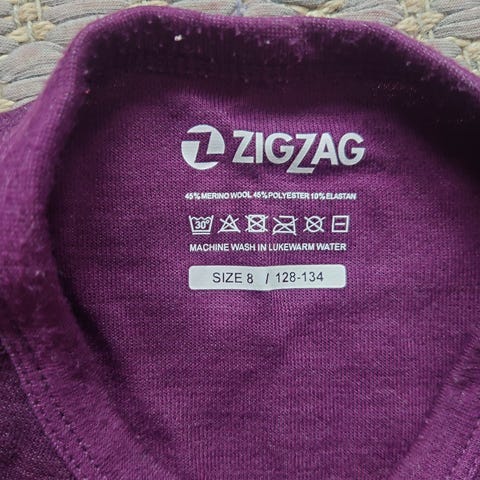 ZIGZAG
45% MERINO WOOL 45% POLYESTER 10% ELASTAN
30°
MACHINE WASH IN LUKEWARM WATER
SIZE 8 / 128-134